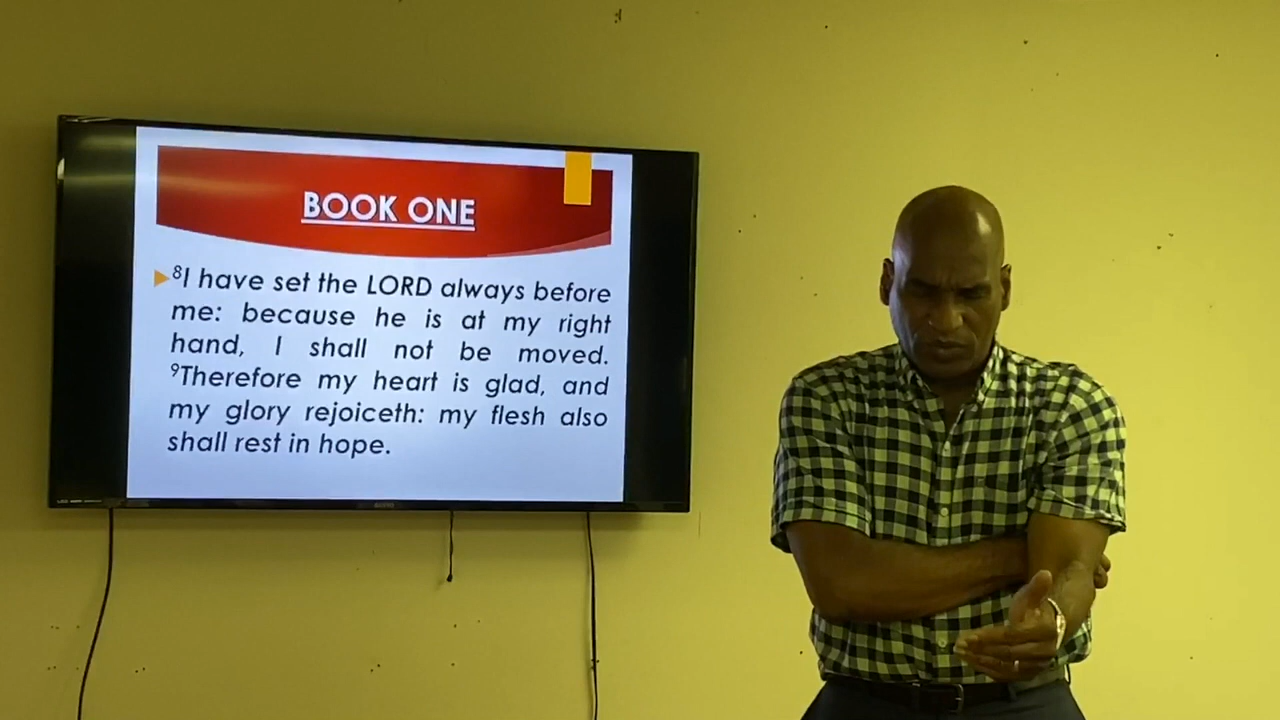 BOOK ONE
⁸I have set the LORD always before
me: because he is at my right
hand, I shall not be moved.
⁹Therefore my heart is glad, and
my glory rejoiceth: my flesh also
shall rest in hope.